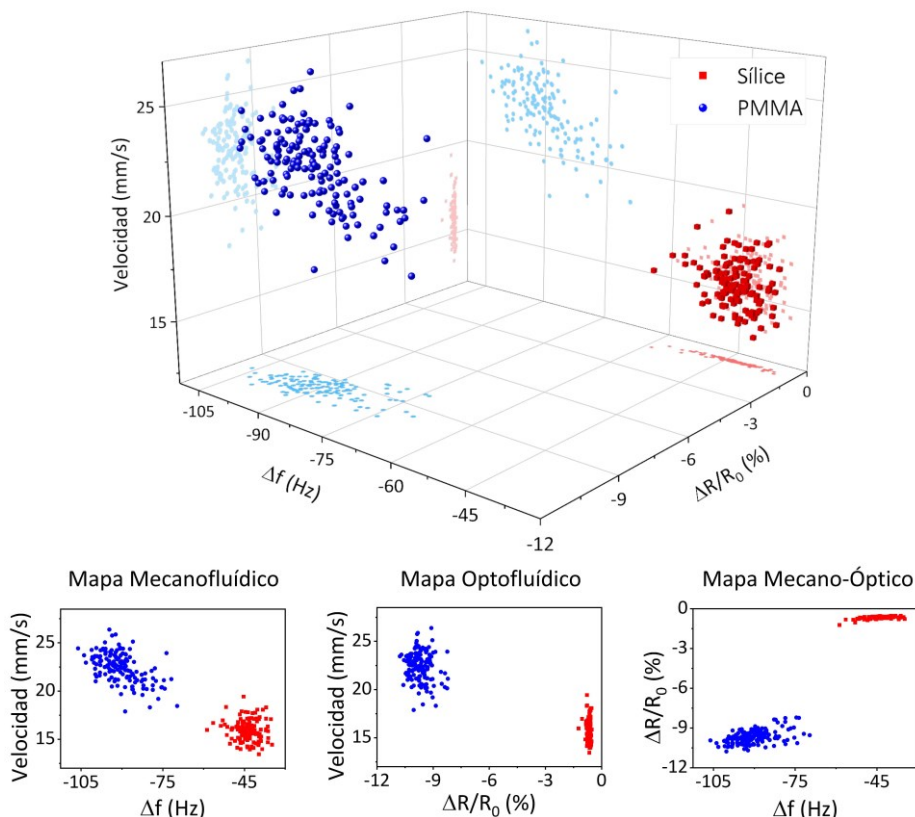 Sílice
PMMA
Velocidad (mm/s)
25
20
15
-105
-90
-75
-60
-45
Δf (Hz)
0
-3
-6
-9
-12
ΔR/R₀ (%)
Mapa Mecanofluídico
Velocidad (mm/s)
25
20
15
-105 -75 -45
Δf (Hz)
Mapa Optofluídico
Velocidad (mm/s)
25
20
15
-12 -9 -6 -3 0
ΔR/R₀ (%)
Mapa Mecano-Óptico
ΔR/R₀ (%)
0
-3
-6
-9
-12
-105 -75 -45
Δf (Hz)